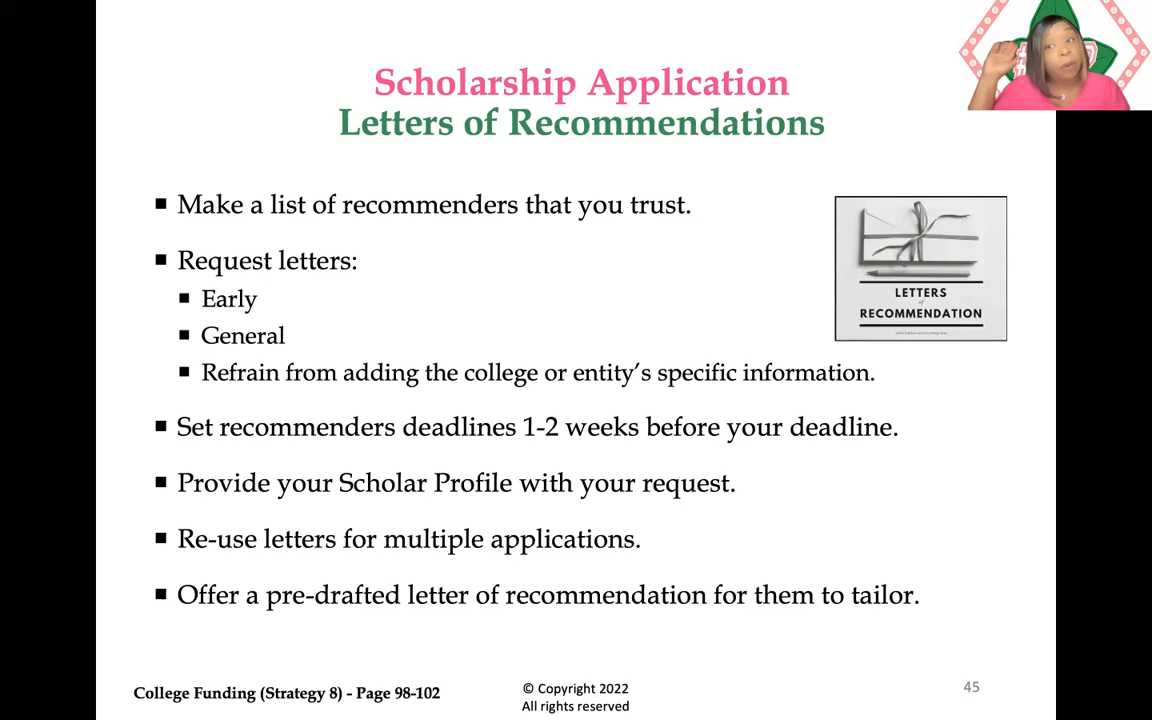 Scholarship Application
Letters of Recommendations
Make a list of recommenders that you trust.
Request letters:
Early
General
Refrain from adding the college or entity's specific information.
Set recommenders deadlines 1-2 weeks before your deadline.
Provide your Scholar Profile with your request.
Re-use letters for multiple applications.
Offer a pre-drafted letter of recommendation for them to tailor.
LETTERS
of
RECOMMENDATION
College Funding (Strategy 8) - Page 98-102
© Copyright 2022
All rights reserved
45